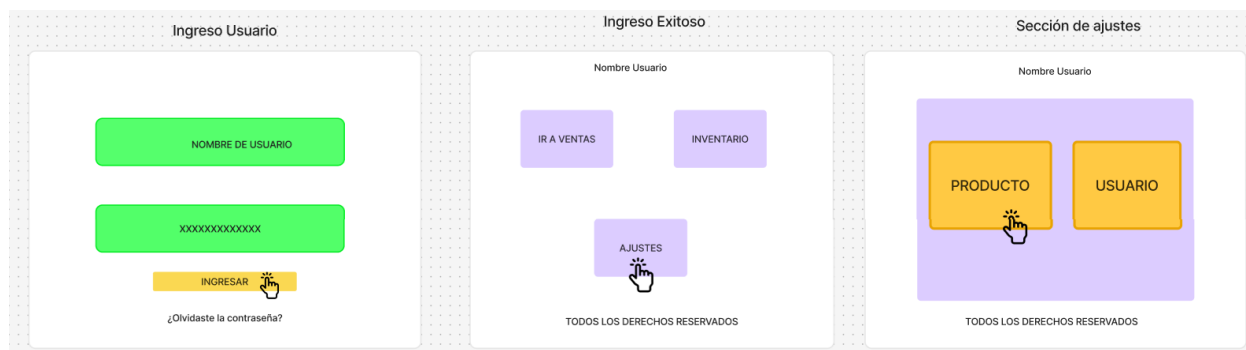 Ingreso Usuario
NOMBRE DE USUARIO
XXXXXXXXXXXXX
INGRESAR
¿Olvidaste la contraseña?
Ingreso Exitoso
Nombre Usuario
IR A VENTAS
INVENTARIO
AJUSTES
TODOS LOS DERECHOS RESERVADOS
Sección de ajustes
Nombre Usuario
PRODUCTO
USUARIO
TODOS LOS DERECHOS RESERVADOS